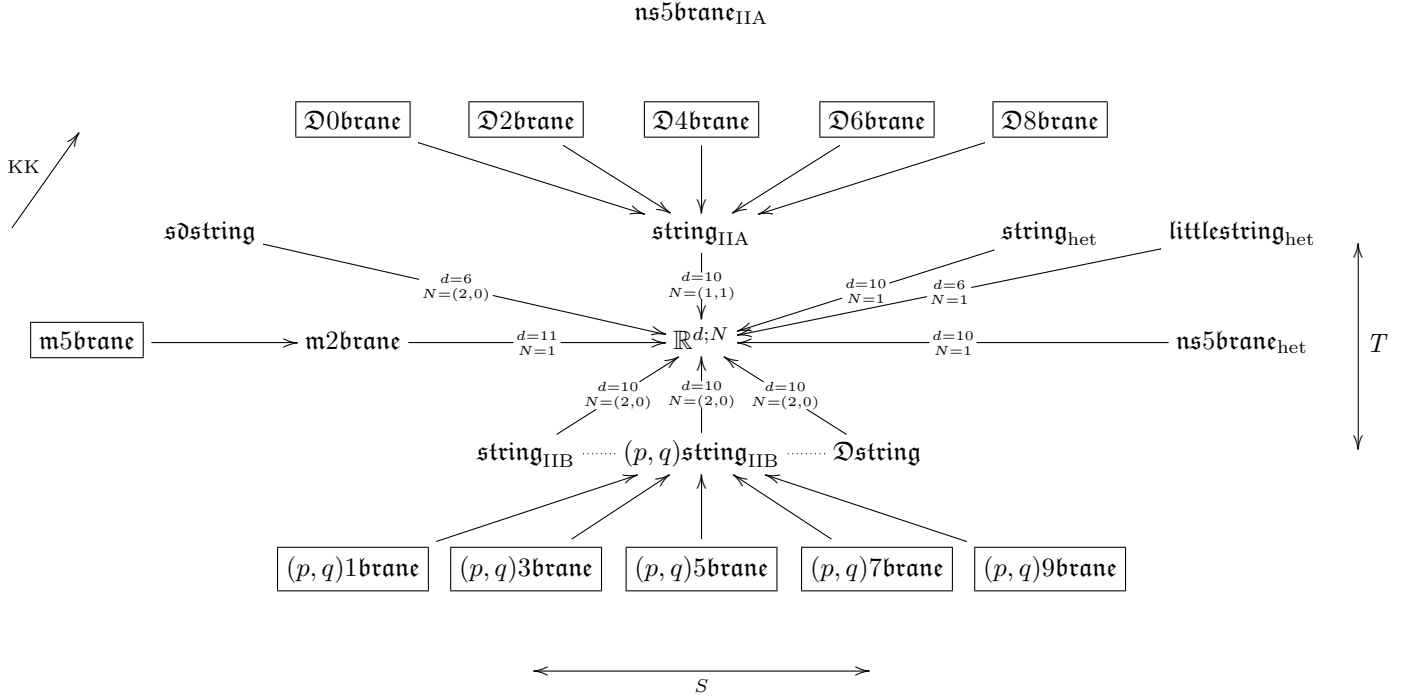 𝔫𝔰5𝔟𝔯𝔞𝔫𝔢_IIA
𝔇0𝔟𝔯𝔞𝔫𝔢 𝔇2𝔟𝔯𝔞𝔫𝔢 𝔇4𝔟𝔯𝔞𝔫𝔢 𝔇6𝔟𝔯𝔞𝔫𝔢 𝔇8𝔟𝔯𝔞𝔫𝔢
KK
𝔰𝔡𝔰𝔱𝔯𝔦𝔫𝔤 𝔰𝔱𝔯𝔦𝔫𝔤_IIA 𝔰𝔱𝔯𝔦𝔫𝔤_het 𝔩𝔦𝔱𝔱𝔩𝔢𝔰𝔱𝔯𝔦𝔫𝔤_het
d=6 d=10 d=10 d=6
N=(2,0) N=(1,1) N=1 N=1
𝔪5𝔟𝔯𝔞𝔫𝔢 𝔪2𝔟𝔯𝔞𝔫𝔢 d=11 ℝ^{d;N} d=10 𝔫𝔰5𝔟𝔯𝔞𝔫𝔢_het T
N=1 N=1
d=10 d=10 d=10
N=(2,0) N=(2,0) N=(2,0)
𝔰𝔱𝔯𝔦𝔫𝔤_IIB (p, q)𝔰𝔱𝔯𝔦𝔫𝔤_IIB 𝔇𝔰𝔱𝔯𝔦𝔫𝔤
(p, q)1𝔟𝔯𝔞𝔫𝔢 (p, q)3𝔟𝔯𝔞𝔫𝔢 (p, q)5𝔟𝔯𝔞𝔫𝔢 (p, q)7𝔟𝔯𝔞𝔫𝔢 (p, q)9𝔟𝔯𝔞𝔫𝔢
S